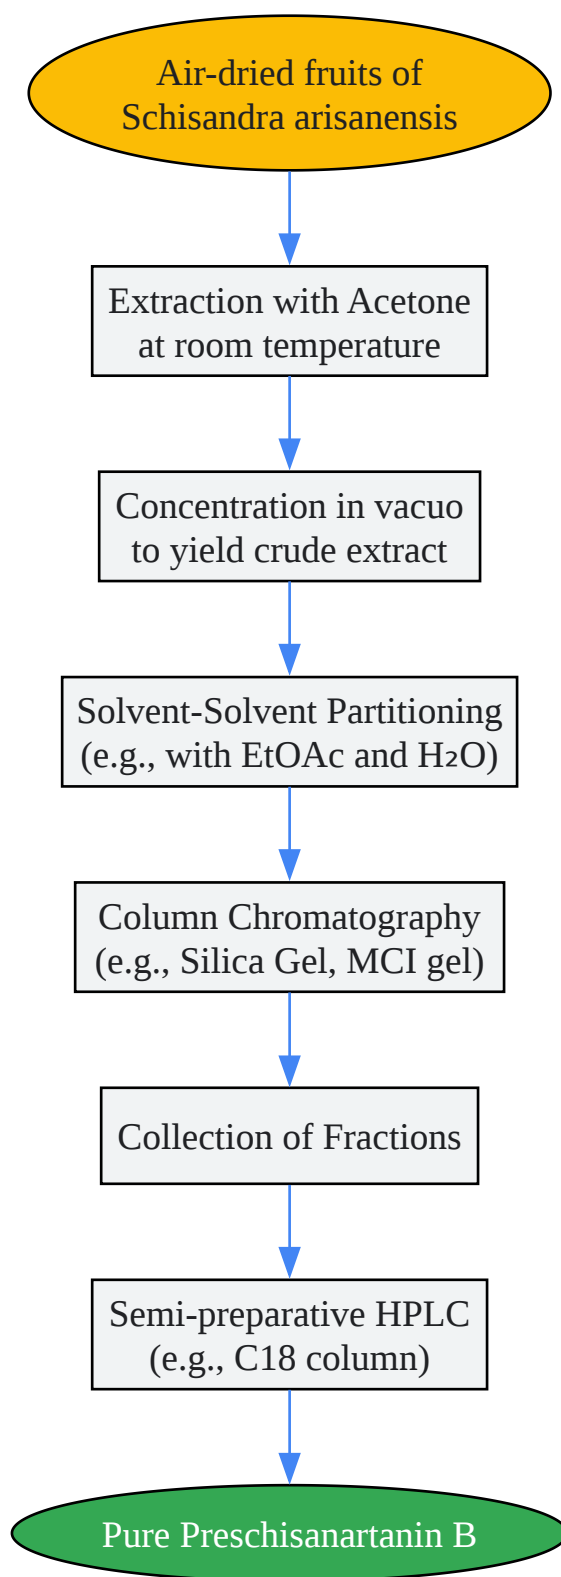 Air-dried fruits of
Schisandra arisanensis
Extraction with Acetone
at room temperature
Concentration in vacuo
to yield crude extract
Solvent-Solvent Partitioning
(e.g., with EtOAc and H₂O)
Column Chromatography
(e.g., Silica Gel, MCI gel)
Collection of Fractions
Semi-preparative HPLC
(e.g., C18 column)
Pure Preschisanartanin B